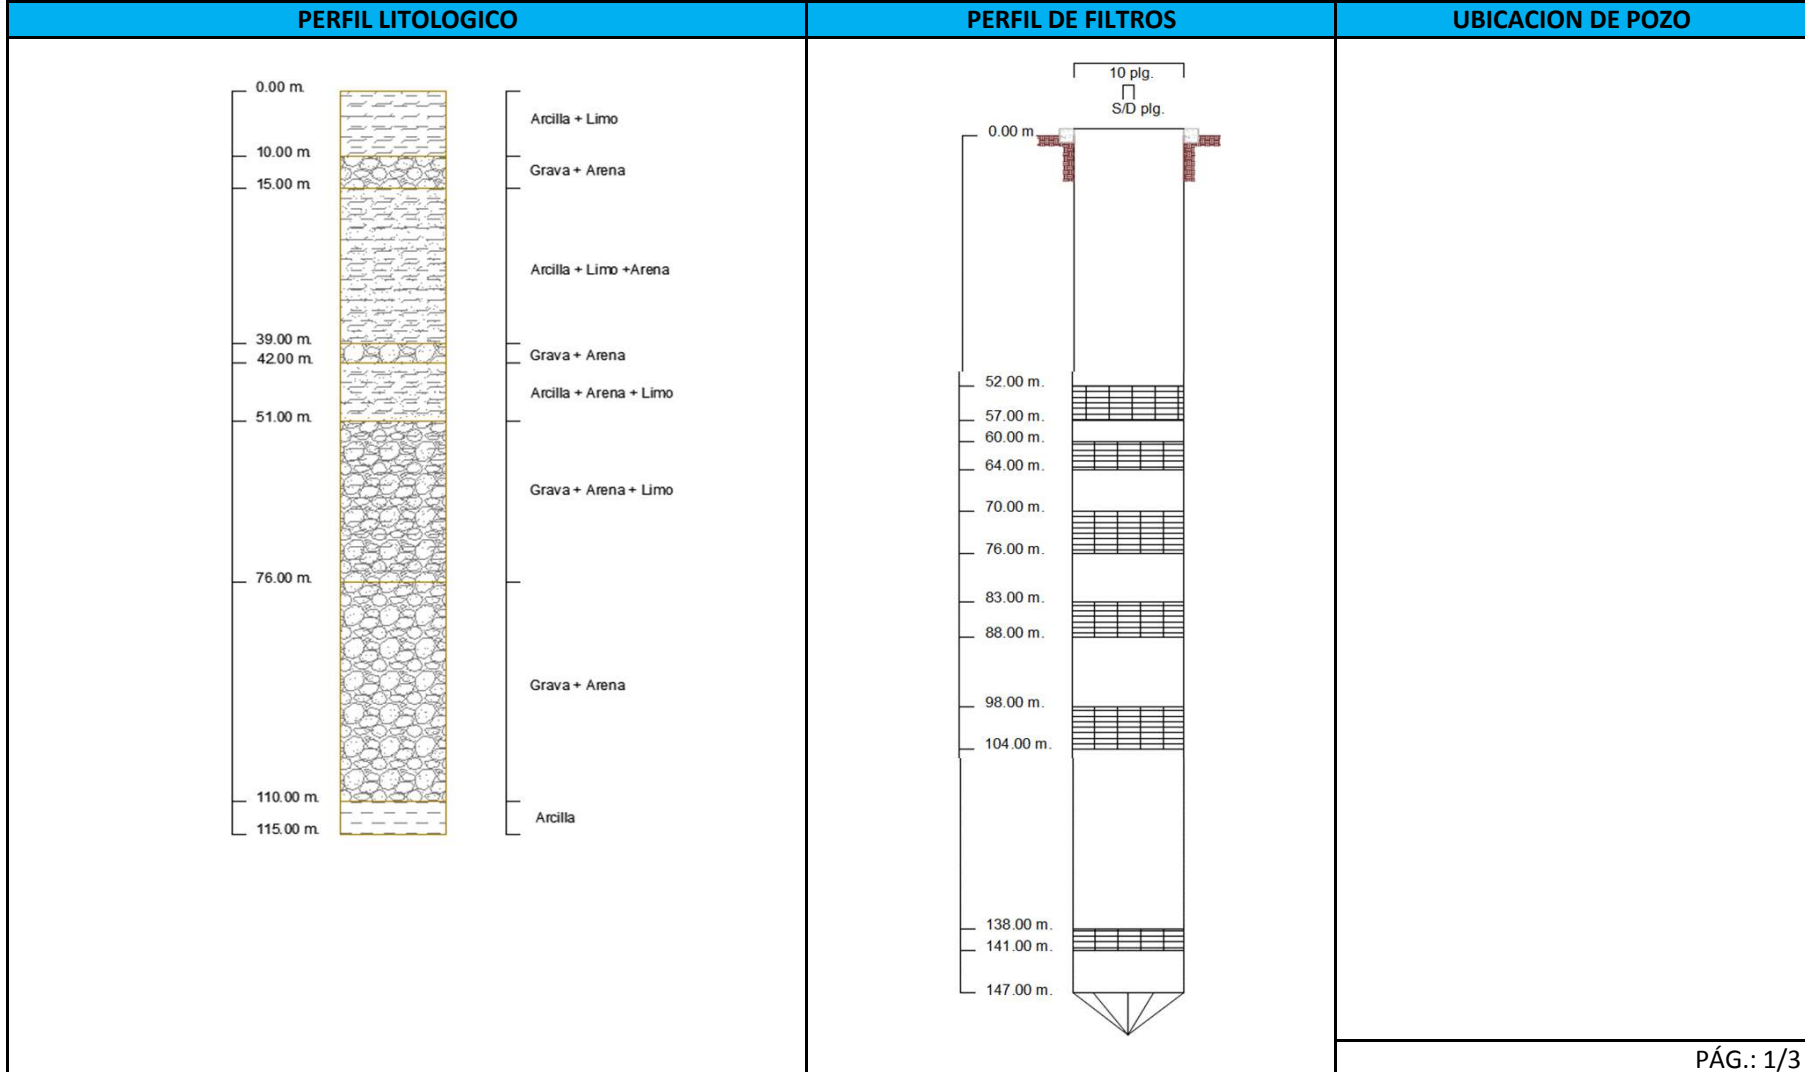 PERFIL LITOLOGICO
PERFIL DE FILTROS
UBICACION DE POZO
0.00 m.
Arcilla + Limo
10.00 m
Grava + Arena
15.00 m
Arcilla + Limo +Arena
39.00 m
Grava + Arena
42.00 m.
Arcilla + Arena + Limo
51.00 m.
Grava + Arena + Limo
76.00 m.
Grava + Arena
110.00 m.
Arcilla
115.00 m.
10 plg.
S/D plg.
0.00 m
52.00 m.
57.00 m.
60.00 m.
64.00 m.
70.00 m.
76.00 m.
83.00 m.
88.00 m.
98.00 m.
104.00 m.
138.00 m.
141.00 m.
147.00 m.
PÁG.: 1/3